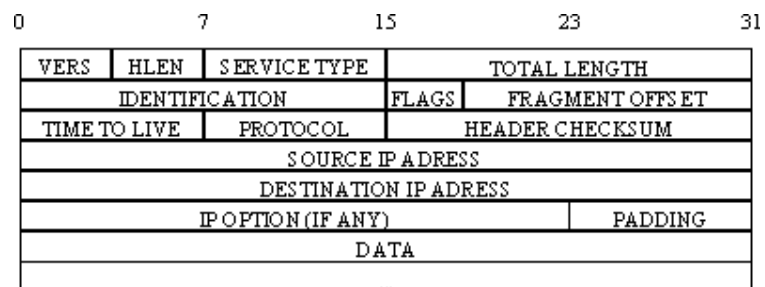 0 7 15 23 31
VERS HLEN SERVICE TYPE TOTAL LENGTH
IDENTIFICATION FLAGS FRAGMENT OFFSET
TIME TO LIVE PROTOCOL HEADER CHECKSUM
SOURCE IP ADRESS
DESTINATION IP ADRESS
IP OPTION (IF ANY) PADDING
DATA